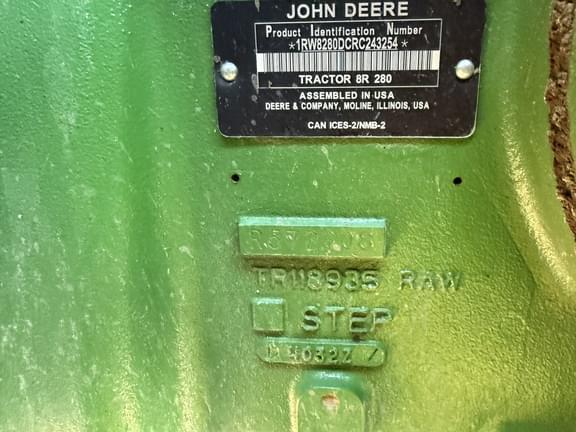 JOHN DEERE
Product Identification Number
*1RW8280DCRC243254*
TRACTOR 8R 280
ASSEMBLED IN USA
DEERE & COMPANY, MOLINE, ILLINOIS, USA
CAN ICES-2/NMB-2
TR118935 RAW
STEP